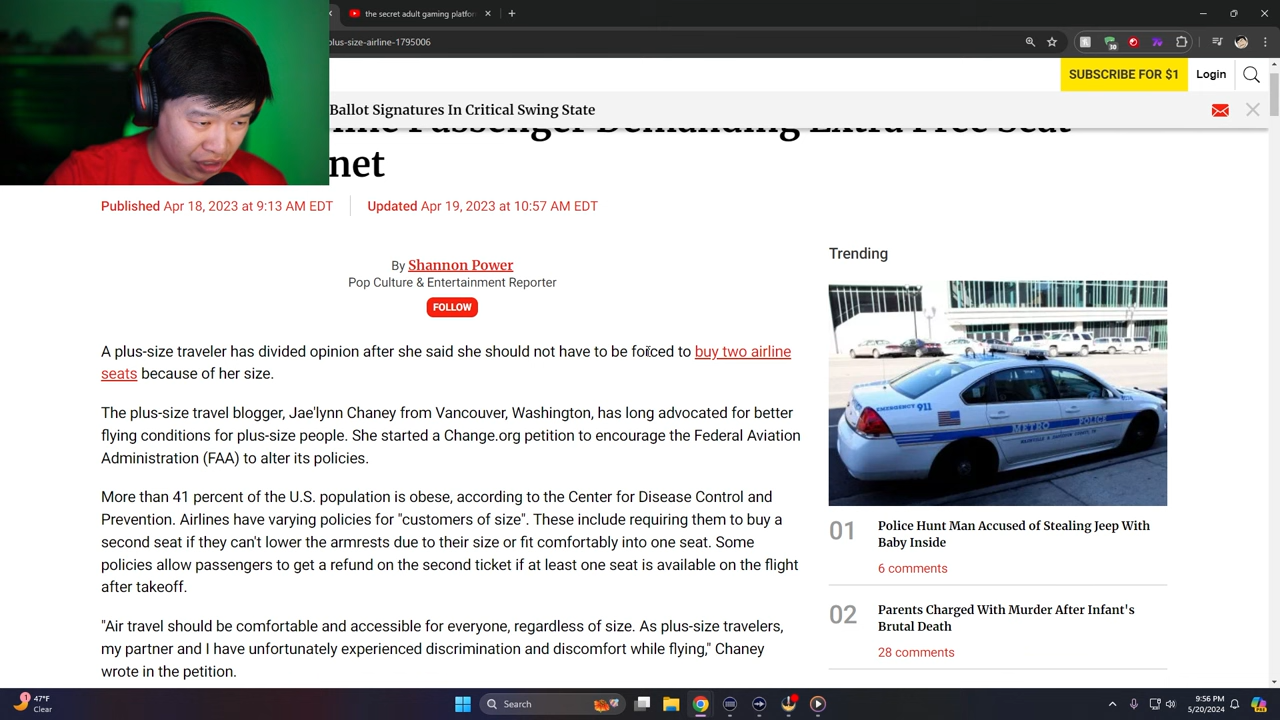 the secret adult gaming platfor
plus-size-airline-1795006
SUBSCRIBE FOR $1
Login
Ballot Signatures In Critical Swing State
Passenger Demanding Extra Free Seat
net
Published Apr 18, 2023 at 9:13 AM EDT
Updated Apr 19, 2023 at 10:57 AM EDT
By Shannon Power
Pop Culture & Entertainment Reporter
FOLLOW
A plus-size traveler has divided opinion after she said she should not have to be forced to buy two airline
seats because of her size.
The plus-size travel blogger, Jae'lynn Chaney from Vancouver, Washington, has long advocated for better
flying conditions for plus-size people. She started a Change.org petition to encourage the Federal Aviation
Administration (FAA) to alter its policies.
More than 41 percent of the U.S. population is obese, according to the Center for Disease Control and
Prevention. Airlines have varying policies for "customers of size". These include requiring them to buy a
second seat if they can't lower the armrests due to their size or fit comfortably into one seat. Some
policies allow passengers to get a refund on the second ticket if at least one seat is available on the flight
after takeoff.
"Air travel should be comfortable and accessible for everyone, regardless of size. As plus-size travelers,
my partner and I have unfortunately experienced discrimination and discomfort while flying," Chaney
wrote in the petition.
Trending
EMERGENCY 911
METRO POLICE
01
Police Hunt Man Accused of Stealing Jeep With
Baby Inside
6 comments
02
Parents Charged With Murder After Infant's
Brutal Death
28 comments
1
47°F
Clear
Search
9:56 PM
5/20/2024